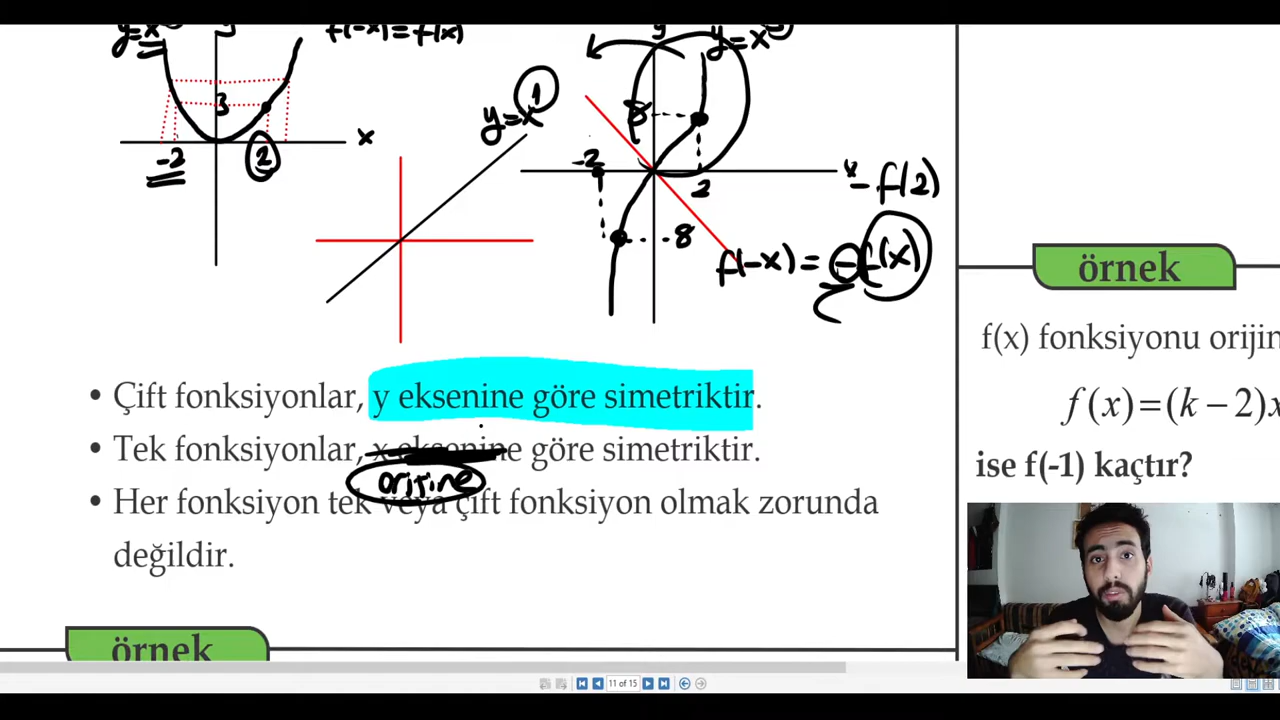 y=x
y
f(-x)=f(x)
3
x
-2
2
y=x¹
y
y=x
8
-2
2
x
-f(2)
-8
f(-x)=-f(x)
• Çift fonksiyonlar, y eksenine göre simetriktir.
• Tek fonksiyonlar, x eksenine göre simetriktir.
orijine
• Her fonksiyon tek veya çift fonksiyon olmak zorunda
değildir.
örnek
örnek
f(x) fonksiyonu orijin
f(x)=(k-2)x
ise f(-1) kaçtır?
11 of 15